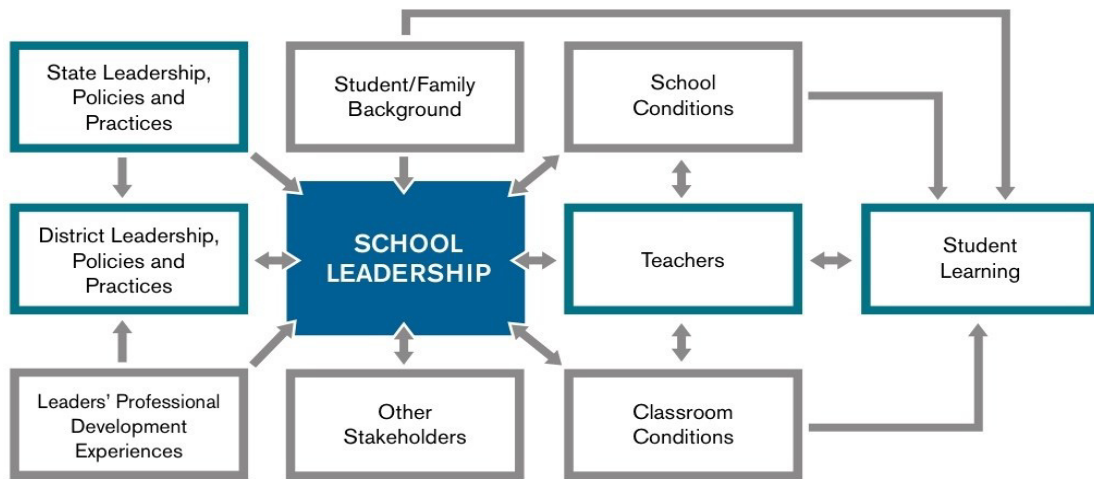 State Leadership,
Policies and
Practices
Student/Family
Background
School
Conditions
District Leadership,
Policies and
Practices
SCHOOL
LEADERSHIP
Teachers
Student
Learning
Leaders’ Professional
Development
Experiences
Other
Stakeholders
Classroom
Conditions